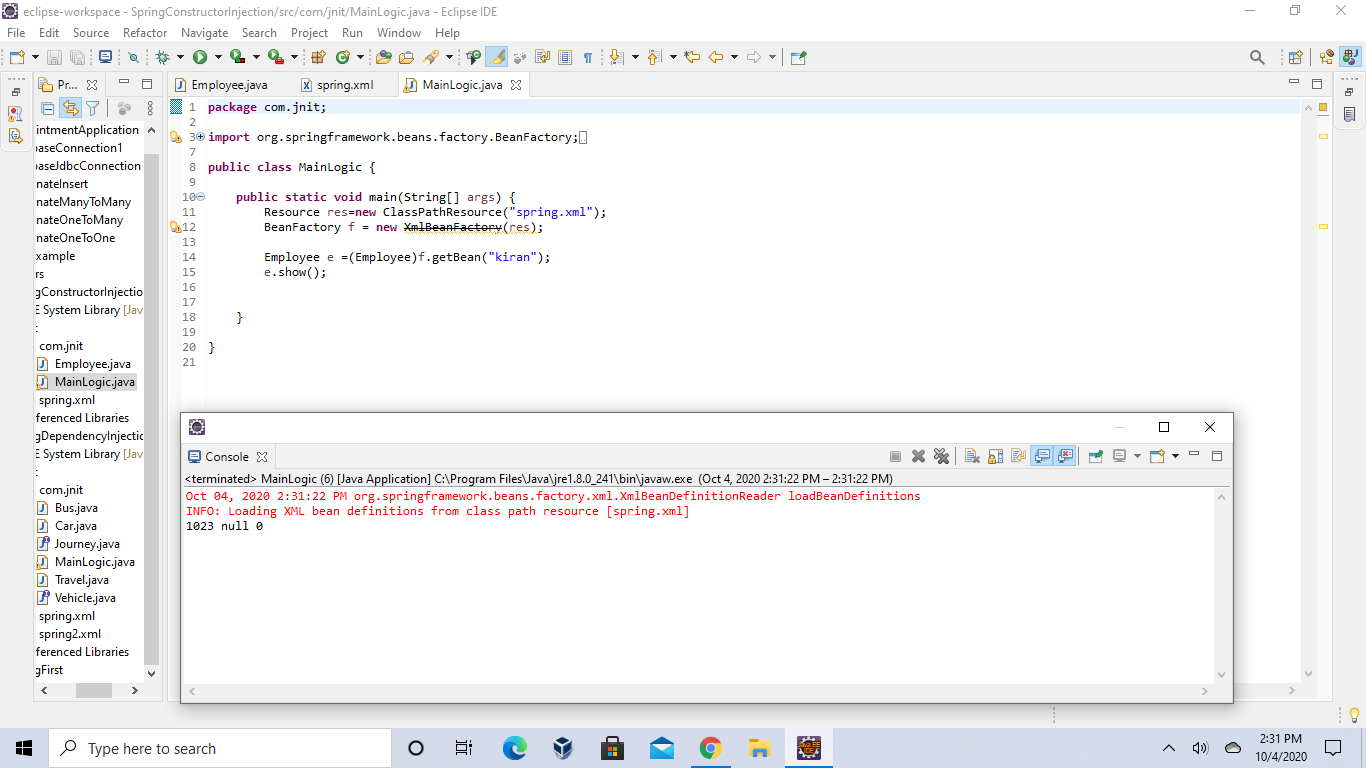 eclipse-workspace - SpringConstructorInjection/src/com/jnit/MainLogic.java - Eclipse IDE
File Edit Source Refactor Navigate Search Project Run Window Help
Pr... Employee.java spring.xml MainLogic.java
intmentApplication
baseConnection1
baseJdbcConnection
nateInsert
nateManyToMany
nateOneToMany
nateOneToOne
xample
rs
gConstructorInjectio
E System Library [Jav
com.jnit
Employee.java
MainLogic.java
spring.xml
ferenced Libraries
gDependencyInjectic
E System Library [Jav
com.jnit
Bus.java
Car.java
Journey.java
MainLogic.java
Travel.java
Vehicle.java
spring.xml
spring2.xml
ferenced Libraries
gFirst
1 package com.jnit;
2
3 import org.springframework.beans.factory.BeanFactory;
7
8 public class MainLogic {
9
10 public static void main(String[] args) {
11 Resource res=new ClassPathResource("spring.xml");
12 BeanFactory f = new XmlBeanFactory(res);
13
14 Employee e =(Employee)f.getBean("kiran");
15 e.show();
16
17
18 }
19
20 }
21
Console
<terminated> MainLogic (6) [Java Application] C:\Program Files\Java\jre1.8.0_241\bin\javaw.exe (Oct 4, 2020 2:31:22 PM – 2:31:22 PM)
Oct 04, 2020 2:31:22 PM org.springframework.beans.factory.xml.XmlBeanDefinitionReader loadBeanDefinitions
INFO: Loading XML bean definitions from class path resource [spring.xml]
1023 null 0
Type here to search
2:31 PM
10/4/2020